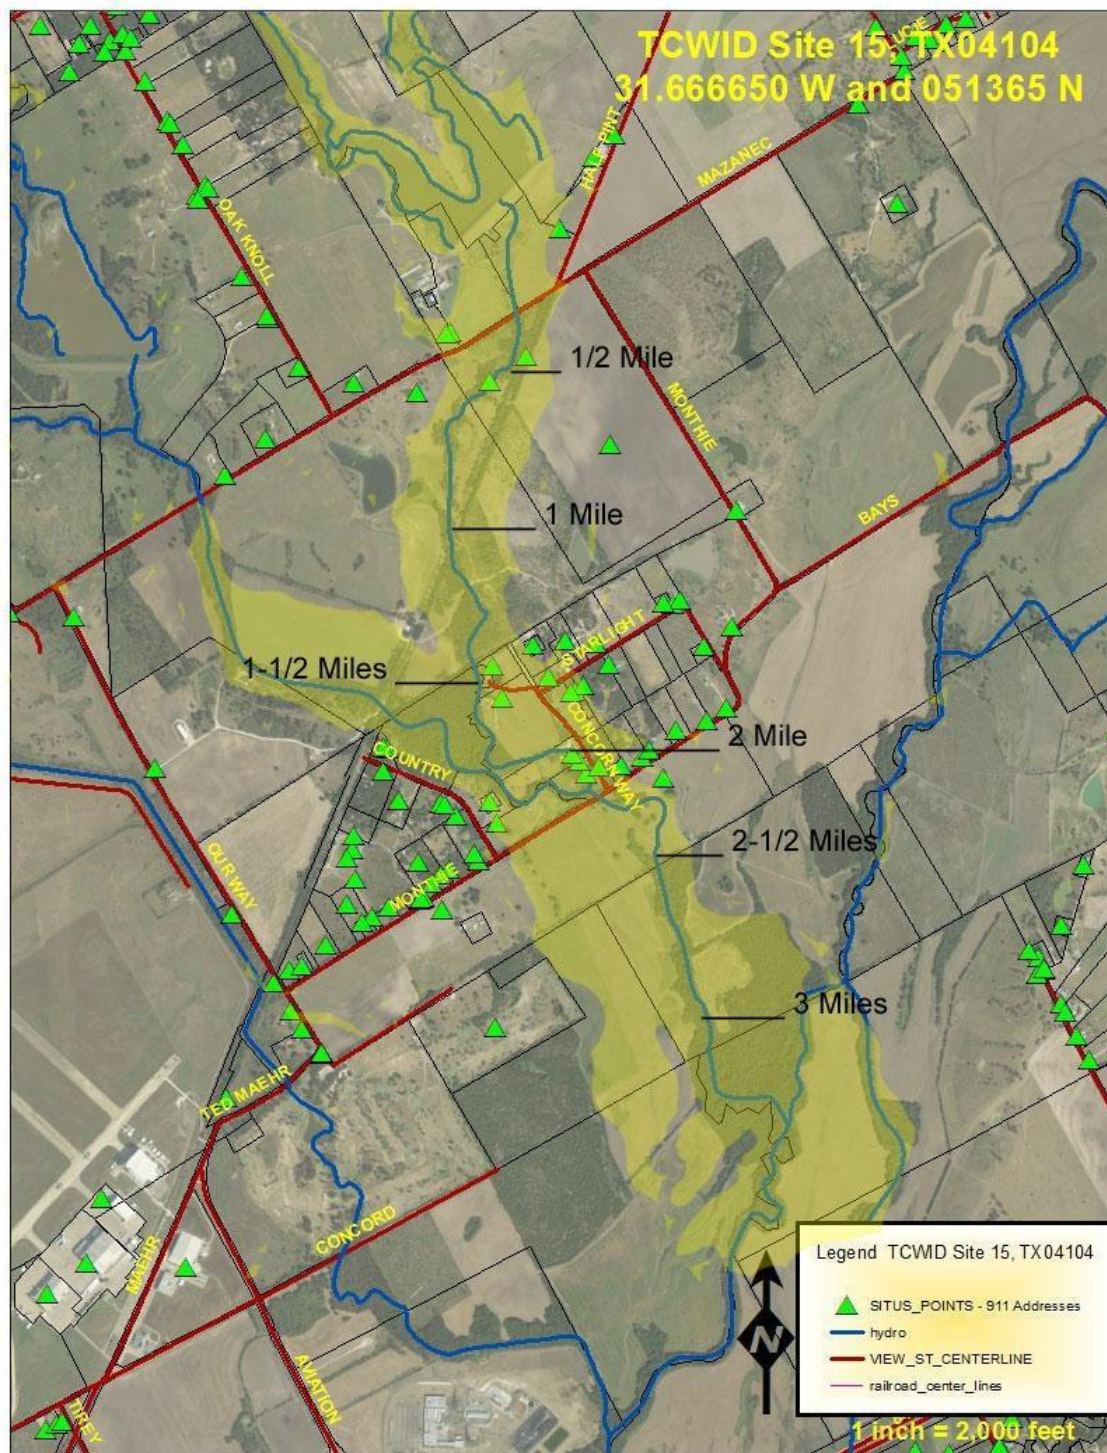 TCWID Site 15, TX04104
31.666650 W and 051365 N
LUCIE
HALF PINT
MAZANEC
OAK KNOLL
1/2 Mile
MONTHIE
BAYS
1 Mile
STARLIGHT
1-1/2 Miles
CONCORN WAY
2 Mile
COUNTRY
2-1/2 Miles
OUR WAY
MONTHIE
3 Miles
TED MAEHR
CONCORD
MAEHR
AVIATION
TIREY
N
Legend TCWID Site 15, TX04104
SITUS_POINTS - 911 Addresses
hydro
VIEW_ST_CENTERLINE
railroad_center_lines
1 inch = 2,000 feet